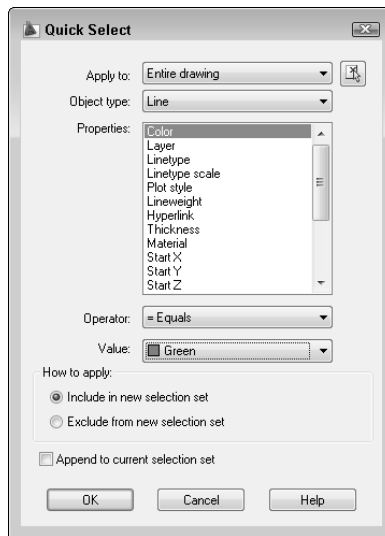 Quick Select
Apply to: Entire drawing
Object type: Line
Properties: Color
Layer
Linetype
Linetype scale
Plot style
Lineweight
Hyperlink
Thickness
Material
Start X
Start Y
Start Z
Operator: = Equals
Value: Green
How to apply:
Include in new selection set
Exclude from new selection set
Append to current selection set
OK Cancel Help